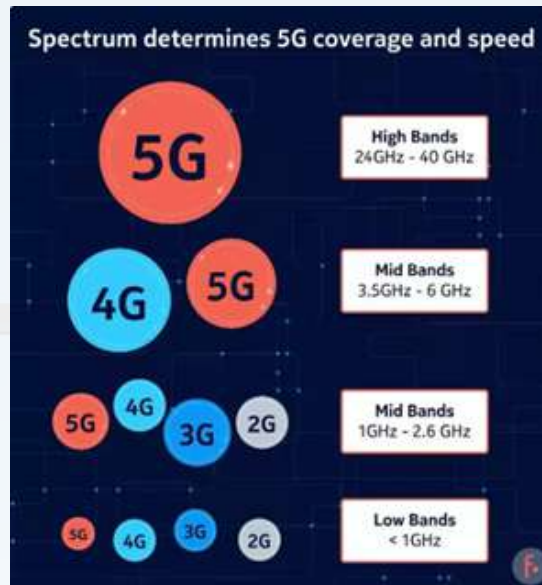 Spectrum determines 5G coverage and speed
5G
High Bands
24GHz - 40 GHz
4G
5G
Mid Bands
3.5GHz - 6 GHz
5G
4G
3G
2G
Mid Bands
1GHz - 2.6 GHz
5G
4G
3G
2G
Low Bands
< 1GHz